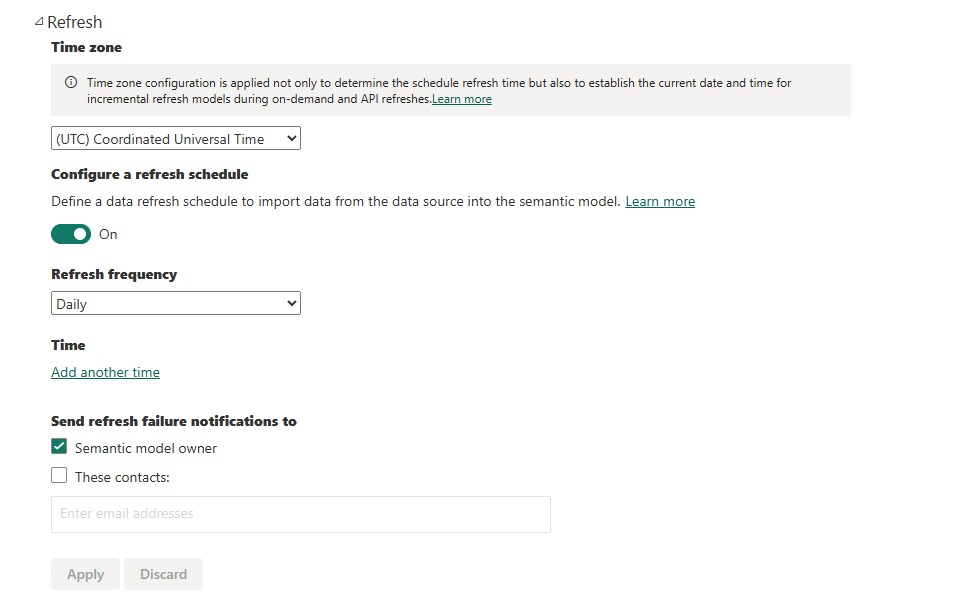 Refresh
Time zone
Time zone configuration is applied not only to determine the schedule refresh time but also to establish the current date and time for
incremental refresh models during on-demand and API refreshes.Learn more
(UTC) Coordinated Universal Time
Configure a refresh schedule
Define a data refresh schedule to import data from the data source into the semantic model. Learn more
On
Refresh frequency
Daily
Time
Add another time
Send refresh failure notifications to
Semantic model owner
These contacts:
Enter email addresses
Apply Discard